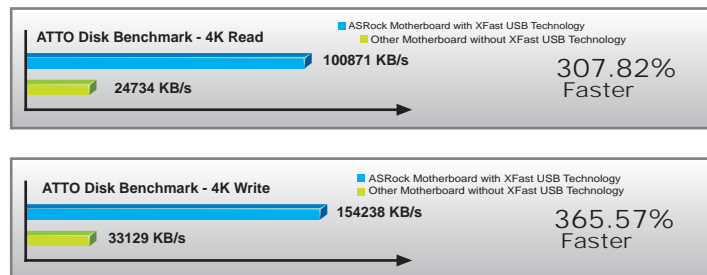 ATTO Disk Benchmark - 4K Read
ASRock Motherboard with XFast USB Technology
Other Motherboard without XFast USB Technology
100871 KB/s
24734 KB/s
307.82%
Faster
ATTO Disk Benchmark - 4K Write
ASRock Motherboard with XFast USB Technology
Other Motherboard without XFast USB Technology
154238 KB/s
33129 KB/s
365.57%
Faster